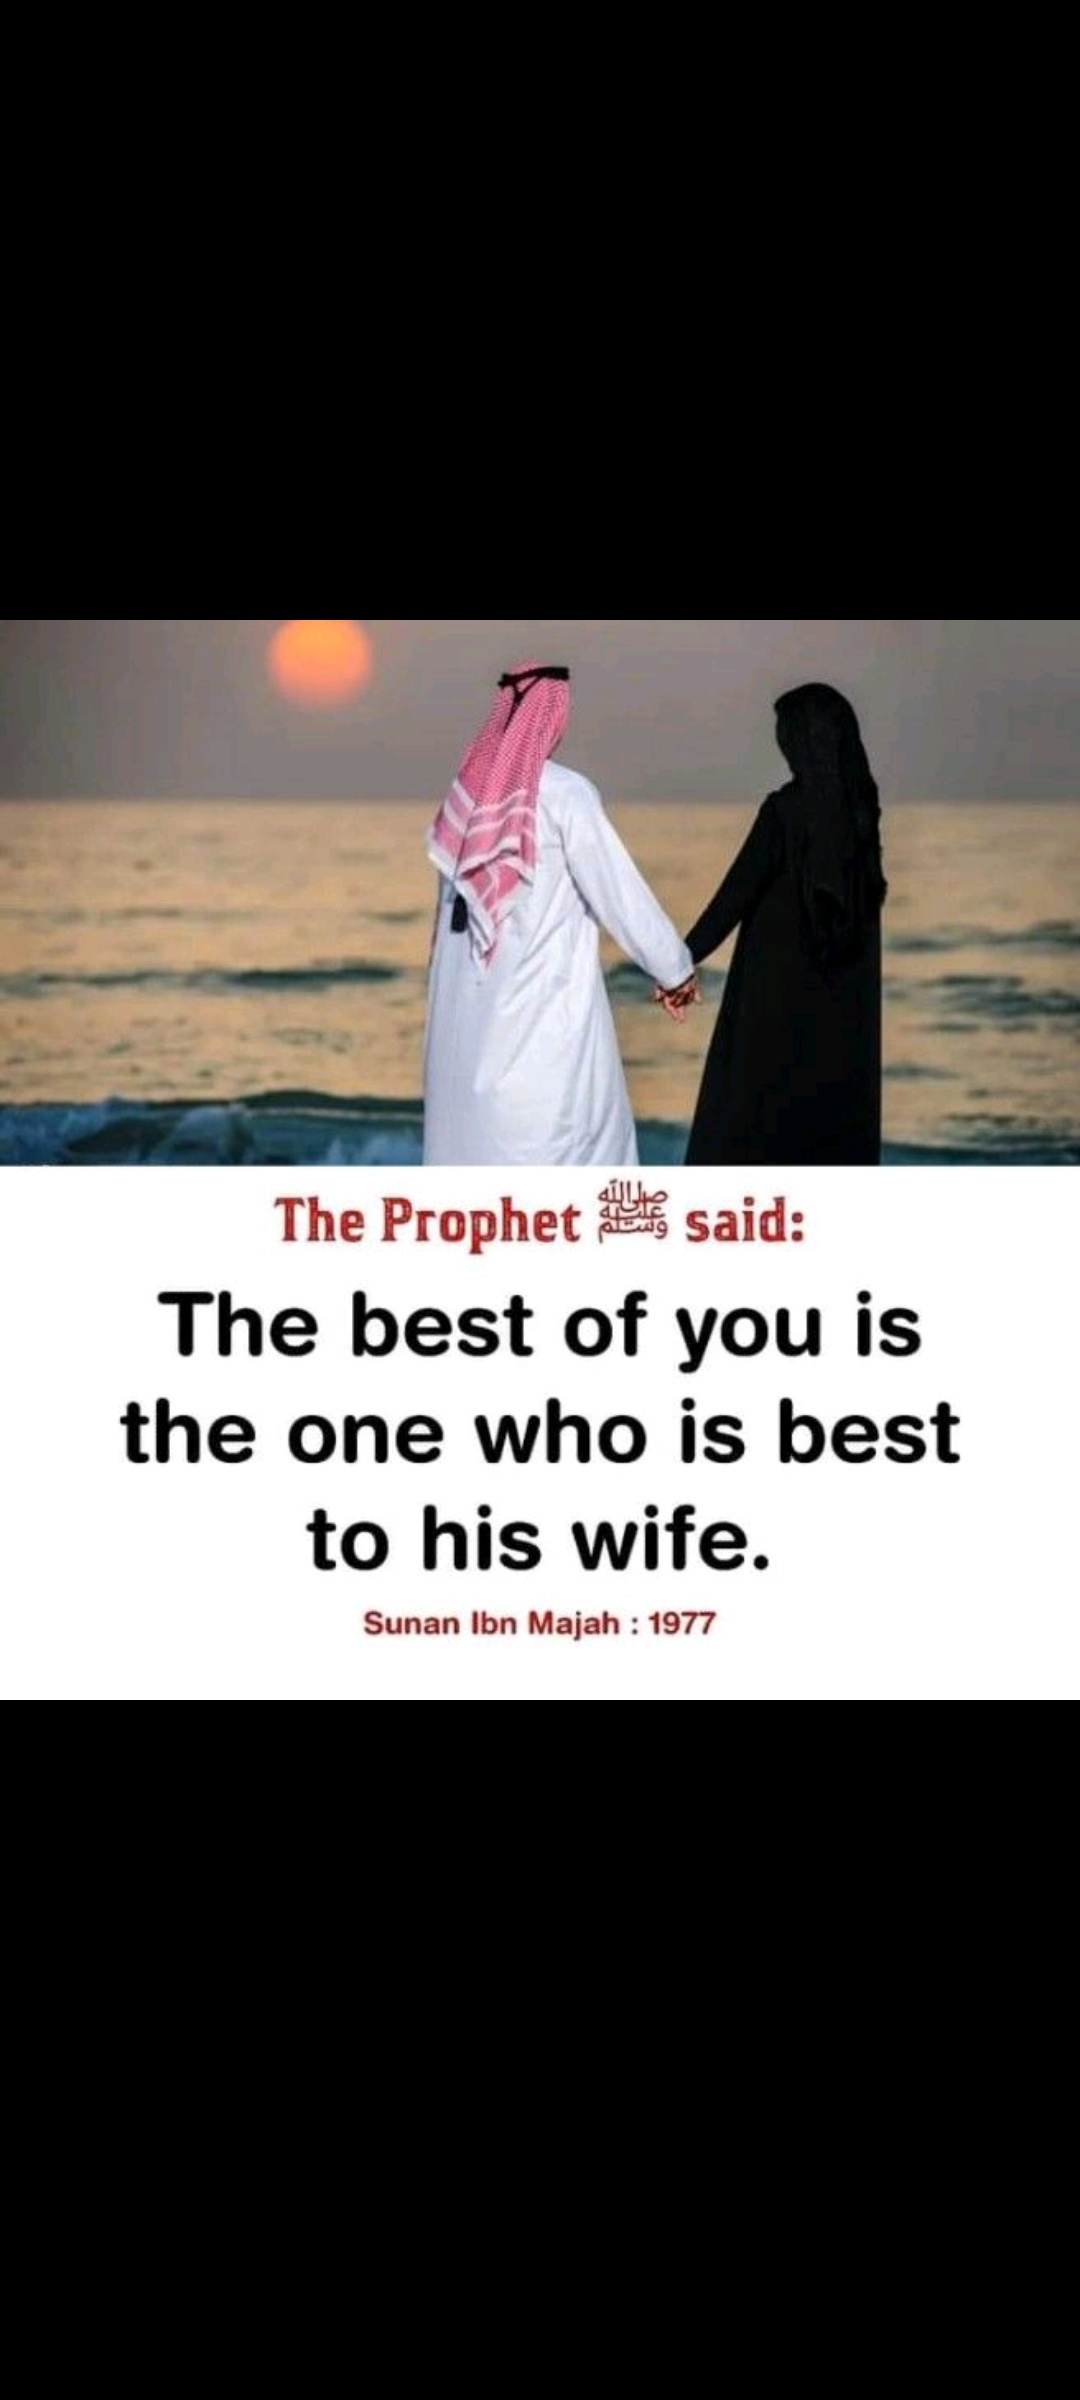 The Prophet ﷺ said:
The best of you is
the one who is best
to his wife.
Sunan Ibn Majah : 1977